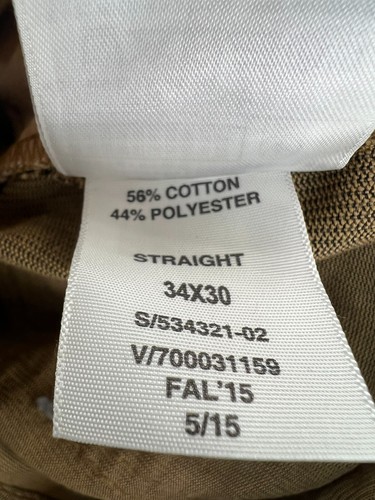 56% COTTON
44% POLYESTER
STRAIGHT
34X30
S/534321-02
V/700031159
FAL'15
5/15